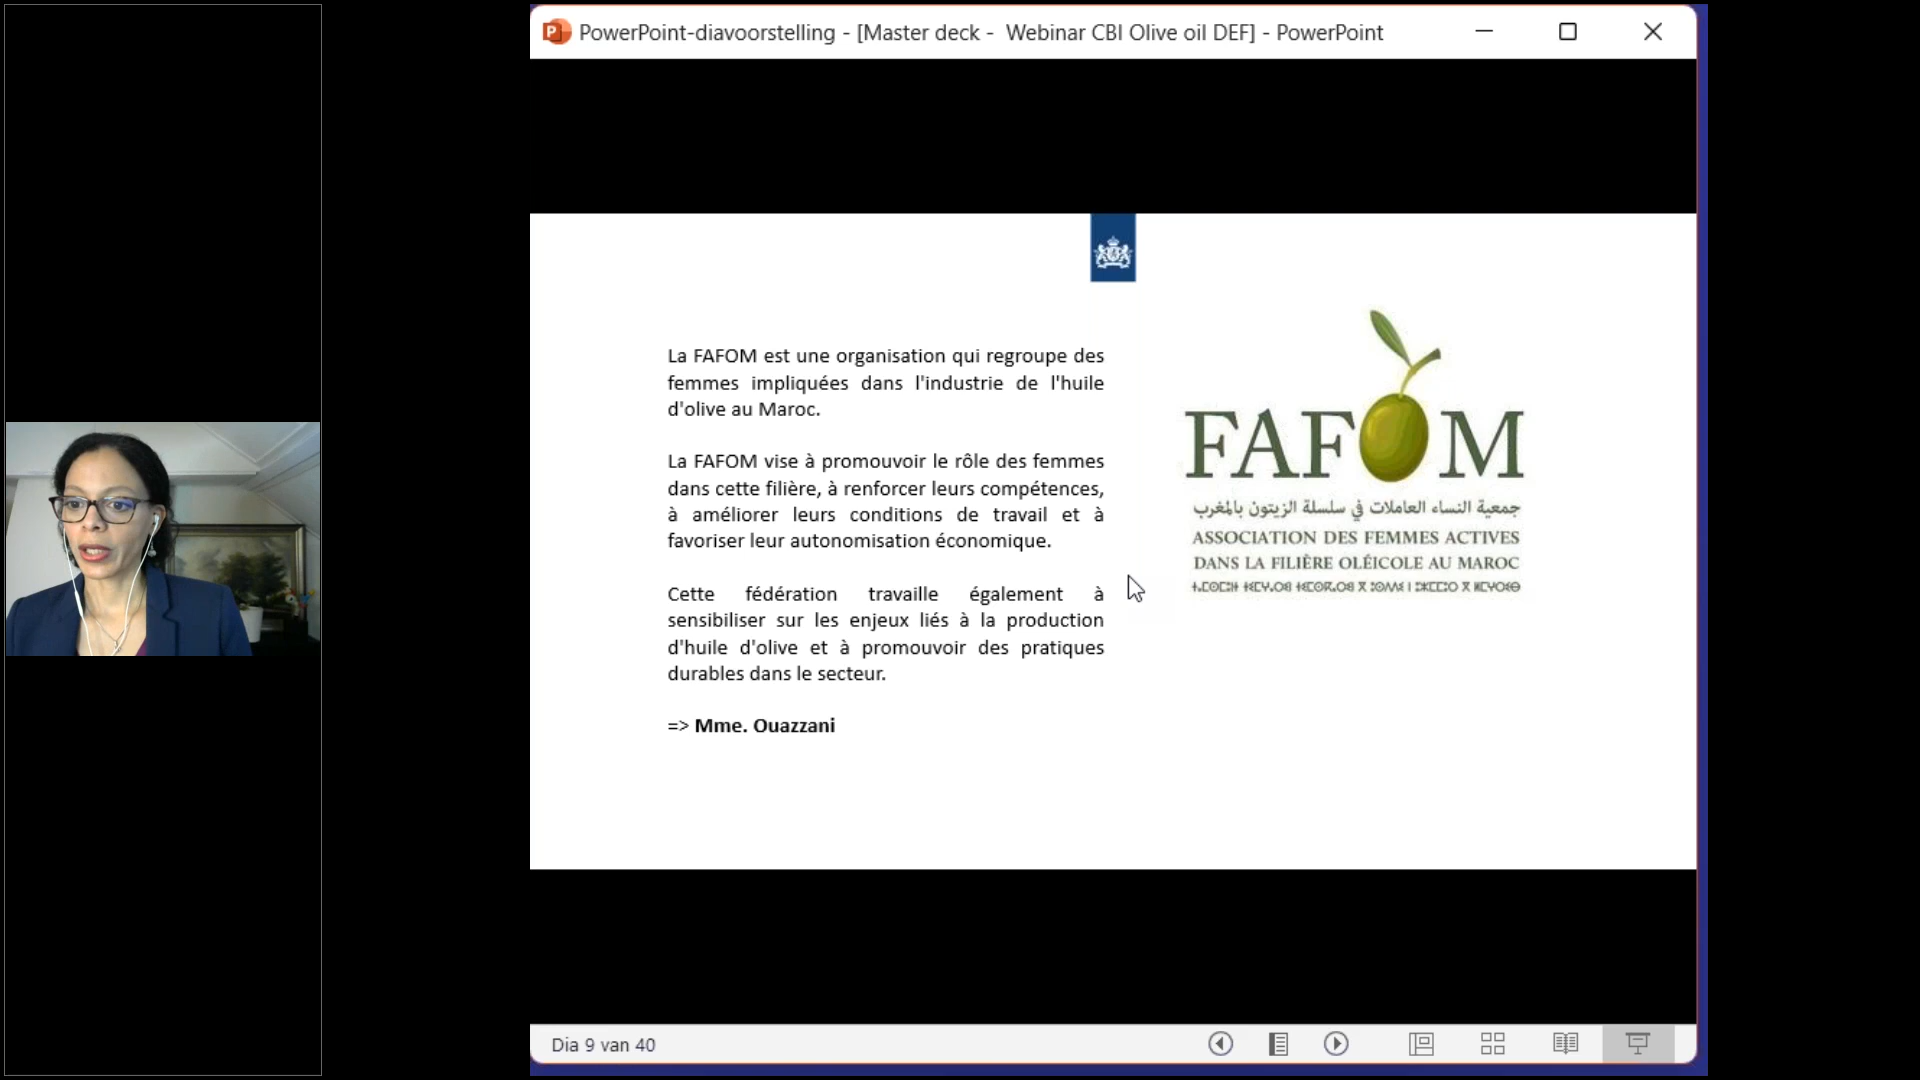 PowerPoint-diavoorstelling - [Master deck - Webinar CBI Olive oil DEF] - PowerPoint
La FAFOM est une organisation qui regroupe des
femmes impliquées dans l'industrie de l'huile
d'olive au Maroc.
La FAFOM vise à promouvoir le rôle des femmes
dans cette filière, à renforcer leurs compétences,
à améliorer leurs conditions de travail et à
favoriser leur autonomisation économique.
Cette fédération travaille également à
sensibiliser sur les enjeux liés à la production
d'huile d'olive et à promouvoir des pratiques
durables dans le secteur.
=> Mme. Ouazzani
FAFOM
جمعية النساء العاملات في سلسلة الزيتون بالمغرب
ASSOCIATION DES FEMMES ACTIVES
DANS LA FILIÈRE OLÉICOLE AU MAROC
Dia 9 van 40